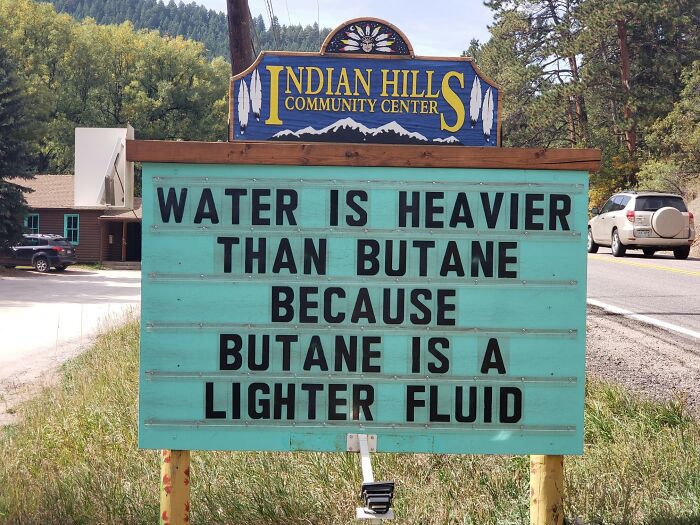 INDIAN HILLS
COMMUNITY CENTER
WATER IS HEAVIER
THAN BUTANE
BECAUSE
BUTANE IS A
LIGHTER FLUID